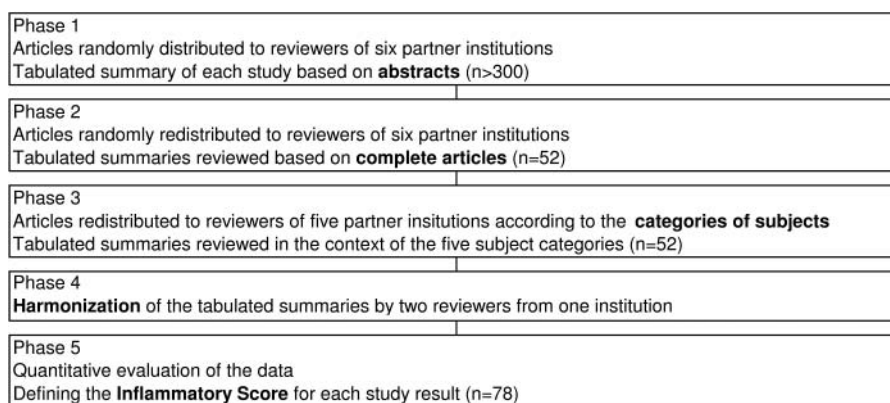 Phase 1
Articles randomly distributed to reviewers of six partner institutions
Tabulated summary of each study based on abstracts (n>300)
Phase 2
Articles randomly redistributed to reviewers of six partner institutions
Tabulated summaries reviewed based on complete articles (n=52)
Phase 3
Articles redistributed to reviewers of five partner insitutions according to the categories of subjects
Tabulated summaries reviewed in the context of the five subject categories (n=52)
Phase 4
Harmonization of the tabulated summaries by two reviewers from one institution
Phase 5
Quantitative evaluation of the data
Defining the Inflammatory Score for each study result (n=78)